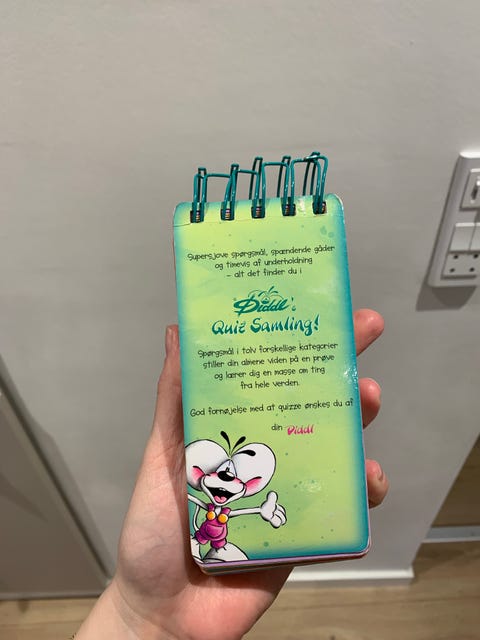 Supersjove spørgsmål, spændende gåder
og timevis af underholdning
– alt det finder du i
Diddl's
Quiz Samling!
Spørgsmål i tolv forskellige kategorier
stiller din almene viden på en prøve
og lærer dig en masse om ting
fra hele verden.
God fornøjelse med at quizze ønskes du af
din Diddl